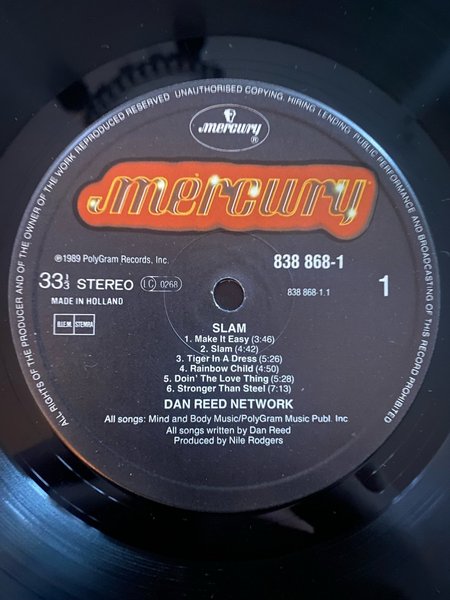 ALL RIGHTS OF THE PRODUCER AND OF THE OWNER OF THE WORK REPRODUCED RESERVED UNAUTHORISED COPYING, HIRING, LENDING, PUBLIC PERFORMANCE AND BROADCASTING OF THIS RECORD PROHIBITED
mercury
®
mercury
℗1989 PolyGram Records, Inc.
838 868-1
33 1/3 STEREO
LC 0268
838 868-1.1
1
MADE IN HOLLAND
B.I.E.M. STEMRA
SLAM
1. Make It Easy (3:46)
2. Slam (4:42)
3. Tiger In A Dress (5:26)
4. Rainbow Child (4:50)
5. Doin' The Love Thing (5:28)
6. Stronger Than Steel (7:13)
DAN REED NETWORK
All songs: Mind and Body Music/PolyGram Music Publ. Inc
All songs written by Dan Reed
Produced by Nile Rodgers